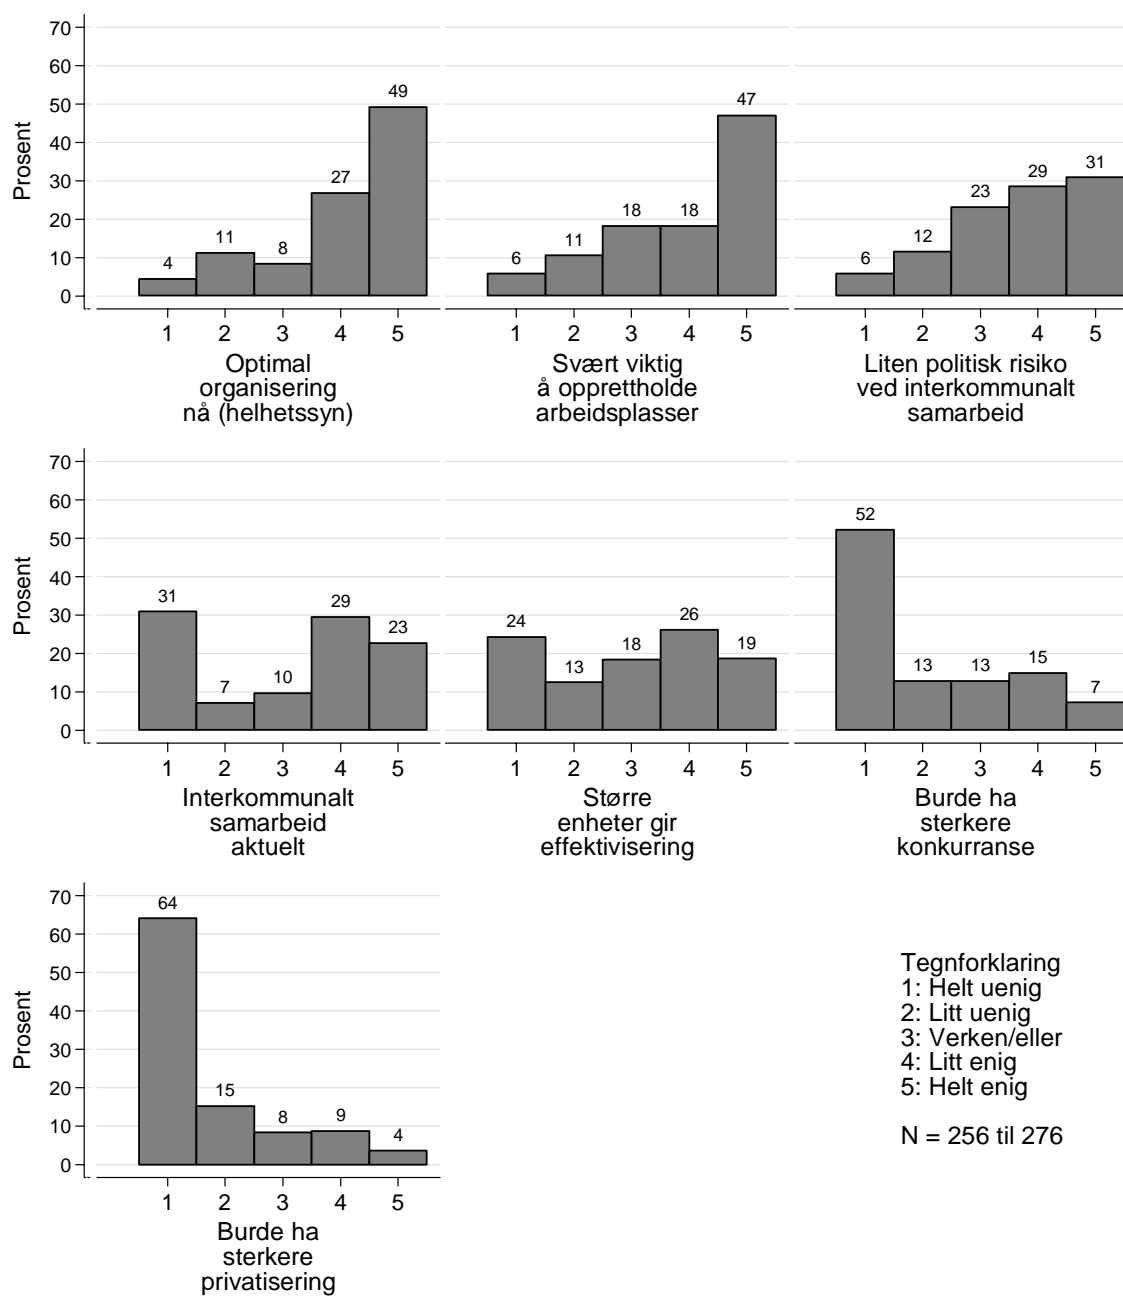 Prosent
70
60
50
40
30
20
10
0
4
11
8
27
49
1 2 3 4 5
Optimal
organisering
nå (helhetssyn)
6
11
18
18
47
1 2 3 4 5
Svært viktig
å opprettholde
arbeidsplasser
6
12
23
29
31
1 2 3 4 5
Liten politisk risiko
ved interkommunalt
samarbeid
Prosent
70
60
50
40
30
20
10
0
31
7
10
29
23
1 2 3 4 5
Interkommunalt
samarbeid
aktuelt
24
13
18
26
19
1 2 3 4 5
Større
enheter gir
effektivisering
52
13
13
15
7
1 2 3 4 5
Burde ha
sterkere
konkurranse
Prosent
70
60
50
40
30
20
10
0
64
15
8
9
4
1 2 3 4 5
Burde ha
sterkere
privatisering
Tegnforklaring
1: Helt uenig
2: Litt uenig
3: Verken/eller
4: Litt enig
5: Helt enig
N = 256 til 276